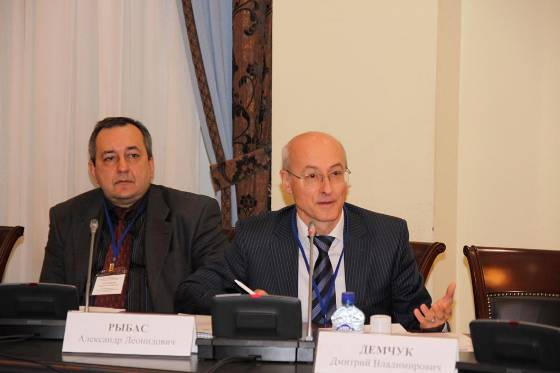 РЫБАС
Александр Леонидович
ДЕМЧУК
Дмитрий Владимирович